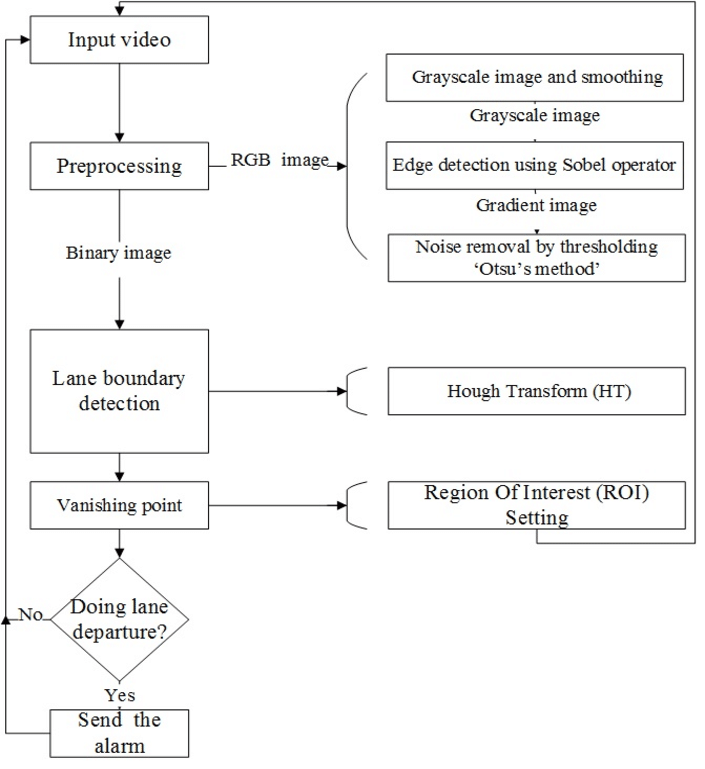 Input video
Grayscale image and smoothing
Grayscale image
Preprocessing
RGB image
Edge detection using Sobel operator
Gradient image
Binary image
Noise removal by thresholding
‘Otsu’s method’
Lane boundary
detection
Hough Transform (HT)
Vanishing point
Region Of Interest (ROI)
Setting
No
Doing lane
departure?
Yes
Send the
alarm